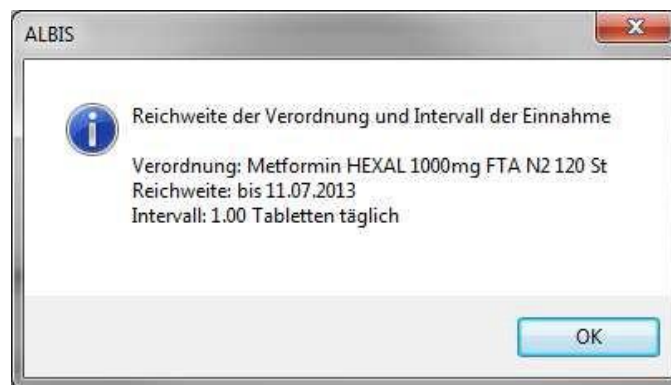 ALBIS
Reichweite der Verordnung und Intervall der Einnahme
Verordnung: Metformin HEXAL 1000mg FTA N2 120 St
Reichweite: bis 11.07.2013
Intervall: 1.00 Tabletten täglich
OK